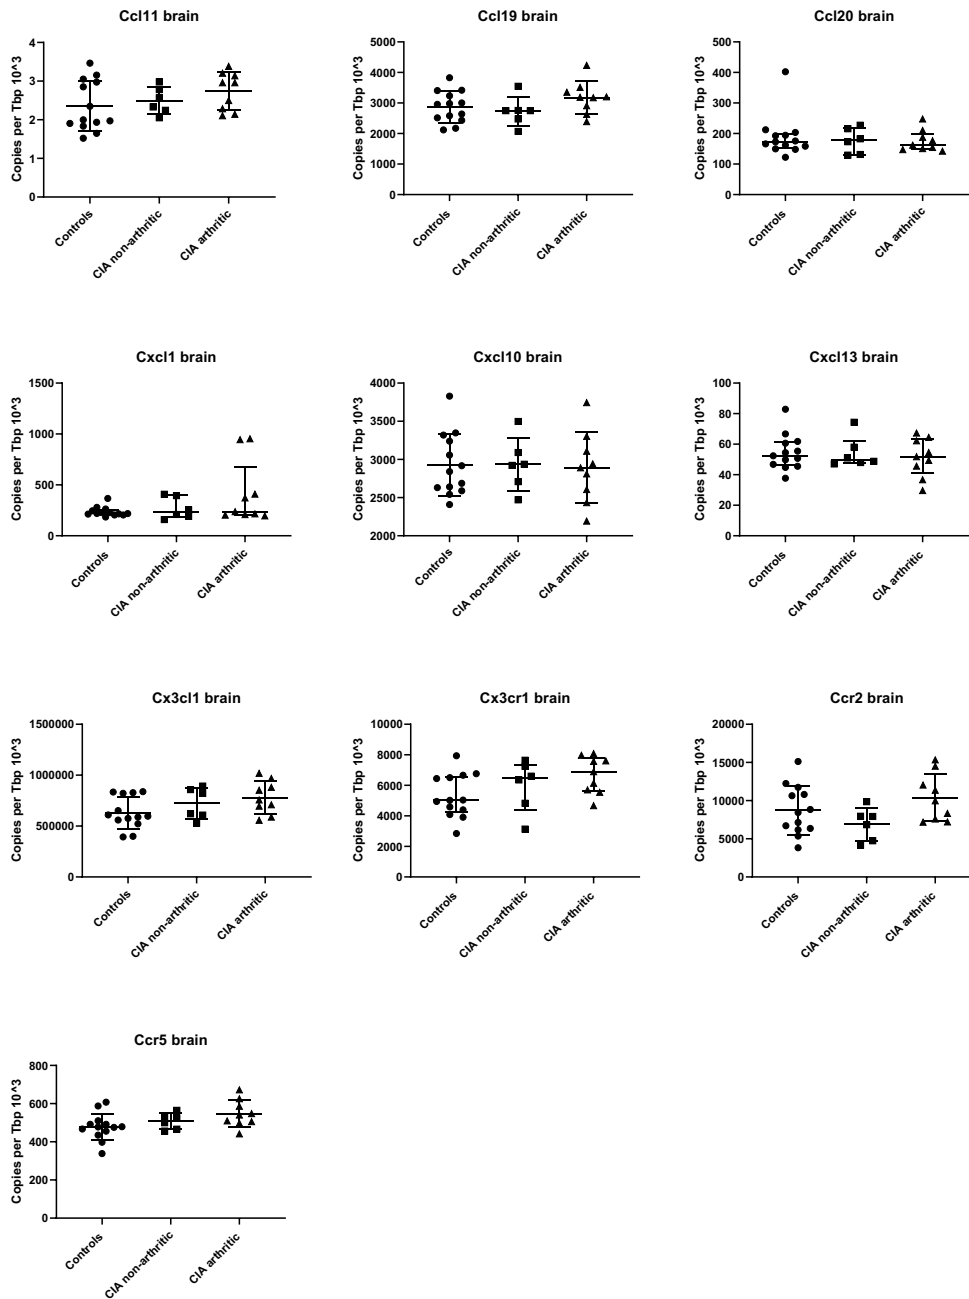 Ccl11 brain
Copies per Tbp 10^3
4
3
2
1
0
Controls
CIA non-arthritic
CIA arthritic
Ccl19 brain
Copies per Tbp 10^3
5000
4000
3000
2000
1000
0
Controls
CIA non-arthritic
CIA arthritic
Ccl20 brain
Copies per Tbp 10^3
500
400
300
200
100
0
Controls
CIA non-arthritic
CIA arthritic
Cxcl1 brain
Copies per Tbp 10^3
1500
1000
500
0
Controls
CIA non-arthritic
CIA arthritic
Cxcl10 brain
Copies per Tbp 10^3
4000
3500
3000
2500
2000
Controls
CIA non-arthritic
CIA arthritic
Cxcl13 brain
Copies per Tbp 10^3
100
80
60
40
20
0
Controls
CIA non-arthritic
CIA arthritic
Cx3cl1 brain
Copies per Tbp 10^3
1500000
1000000
500000
0
Controls
CIA non-arthritic
CIA arthritic
Cx3cr1 brain
Copies per Tbp 10^3
10000
8000
6000
4000
2000
0
Controls
CIA non-arthritic
CIA arthritic
Ccr2 brain
Copies per Tbp 10^3
20000
15000
10000
5000
0
Controls
CIA non-arthritic
CIA arthritic
Ccr5 brain
Copies per Tbp 10^3
800
600
400
200
0
Controls
CIA non-arthritic
CIA arthritic